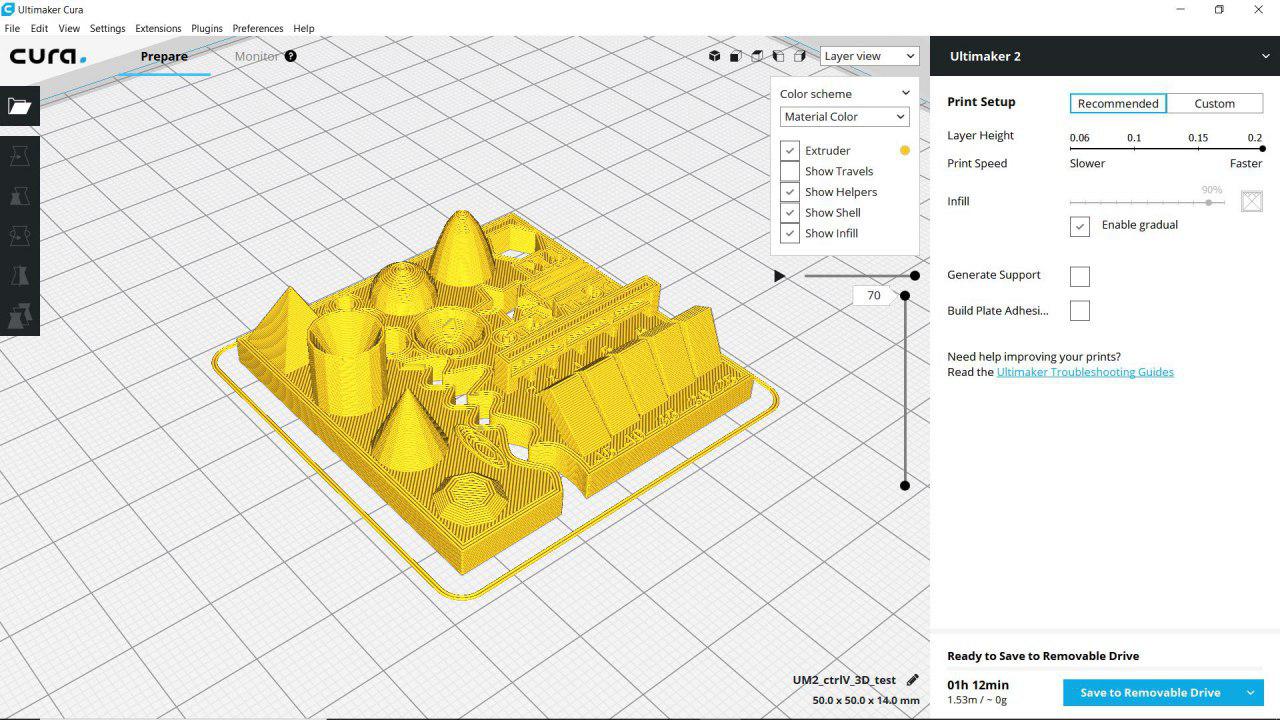 Ultimaker Cura
File Edit View Settings Extensions Plugins Preferences Help
cura.
Prepare
Monitor ?
Layer view
Ultimaker 2
Color scheme
Material Color
Extruder
Show Travels
Show Helpers
Show Shell
Show Infill
70
Print Setup
Recommended Custom
Layer Height
0.06 0.1 0.15 0.2
Print Speed
Slower Faster
Infill
90%
Enable gradual
Generate Support
Build Plate Adhesi...
Need help improving your prints?
Read the Ultimaker Troubleshooting Guides
UM2_ctrlV_3D_test
50.0 x 50.0 x 14.0 mm
Ready to Save to Removable Drive
01h 12min
1.53m / ~ 0g
Save to Removable Drive